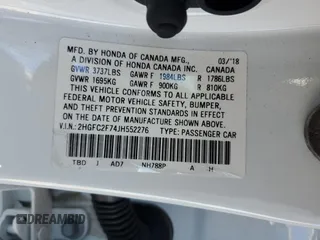 MFD. BY HONDA OF CANADA MFG., 03/'18
A DIVISION OF HONDA CANADA INC. CANADA
GVWR 3737LBS GAWR F 1984LBS R 1786LBS
GVWR 1695KG GAWR F 900KG R 810KG
THIS VEHICLE CONFORMS TO ALL APPLICABLE
FEDERAL MOTOR VEHICLE SAFETY, BUMPER,
AND THEFT PREVENTION STANDARDS IN
EFFECT ON THE DATE OF MANUFACTURE
SHOWN ABOVE.
V.I.N.: 2HGFC2F74JH552276 TYPE: PASSENGER CAR
TBD J AD7 NH788P A H
DREAMBID